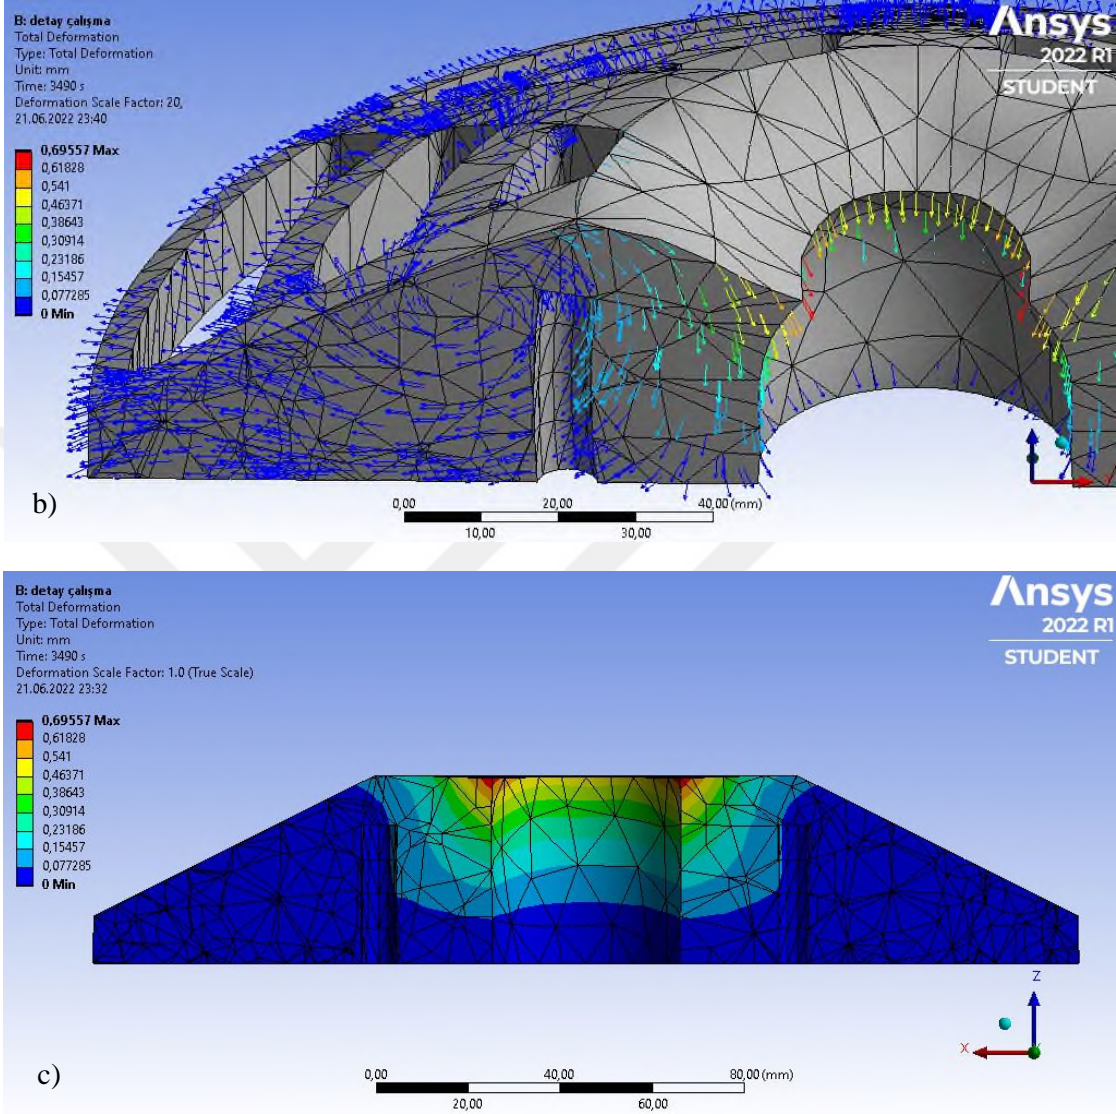 B: detay çalışma
Total Deformation
Type: Total Deformation
Unit: mm
Time: 3490 s
Deformation Scale Factor: 20,
21.06.2022 23:40
0,69557 Max
0,61828
0,541
0,46371
0,38643
0,30914
0,23186
0,15457
0,077285
0 Min
Ansys
2022 R1
STUDENT
0,00 20,00 40,00 (mm)
10,00 30,00
b)
B: detay çalışma
Total Deformation
Type: Total Deformation
Unit: mm
Time: 3490 s
Deformation Scale Factor: 1.0 (True Scale)
21.06.2022 23:32
0,69557 Max
0,61828
0,541
0,46371
0,38643
0,30914
0,23186
0,15457
0,077285
0 Min
Ansys
2022 R1
STUDENT
Z
X
0,00 40,00 80,00 (mm)
20,00 60,00
c)